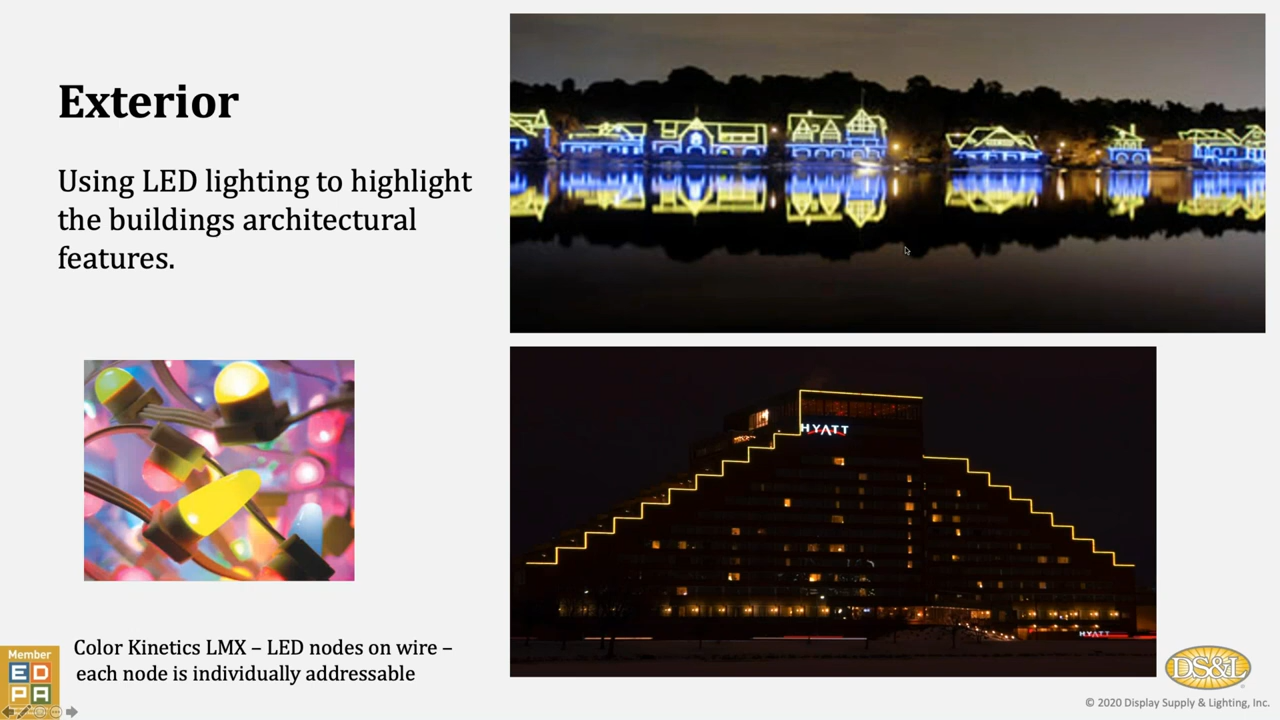 Exterior
Using LED lighting to highlight
the buildings architectural
features.
HYATT
HYATT
Color Kinetics LMX – LED nodes on wire –
each node is individually addressable
Member
ED
PA
DS&L
© 2020 Display Supply & Lighting, Inc.